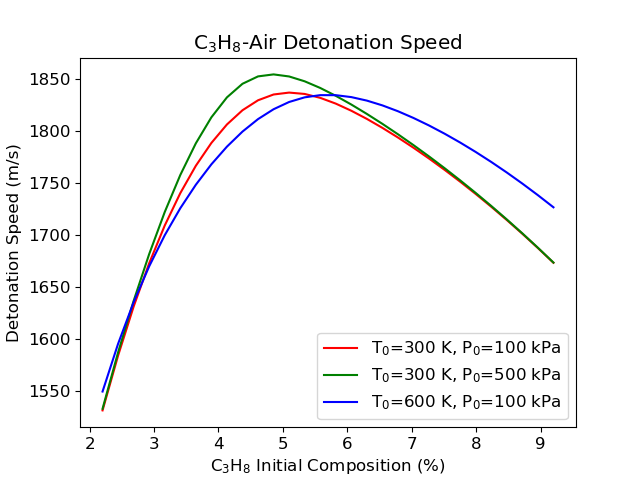 C₃H₈-Air Detonation Speed
Detonation Speed (m/s)
1850
1800
1750
1700
1650
1600
1550
T₀=300 K, P₀=100 kPa
T₀=300 K, P₀=500 kPa
T₀=600 K, P₀=100 kPa
2 3 4 5 6 7 8 9
C₃H₈ Initial Composition (%)